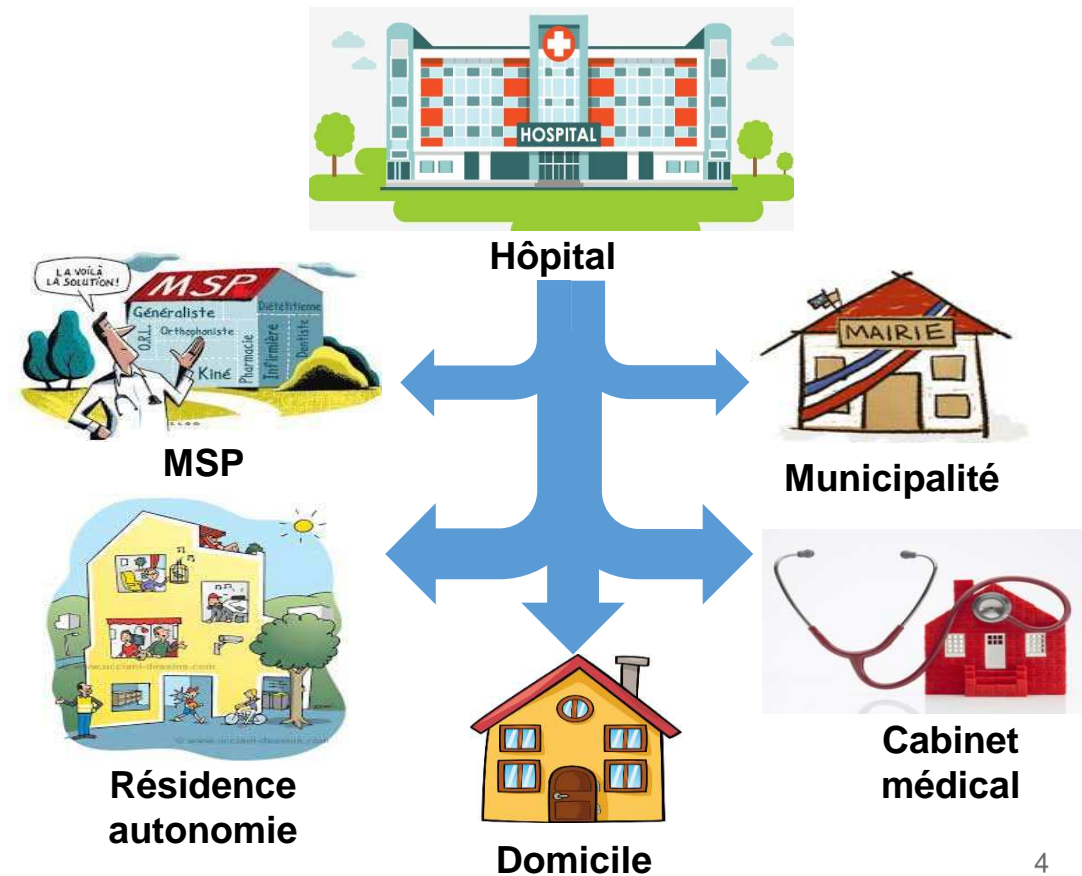 HOSPITAL
Hôpital
LA VOILÀ
LA SOLUTION!
MSP
Généraliste
Diététitienne
O.R.L.
Orthophoniste
Kiné
Pharmacie
Infirmière
Dentiste
MSP
MAIRIE
Municipalité
Résidence
autonomie
Domicile
Cabinet
médical
4